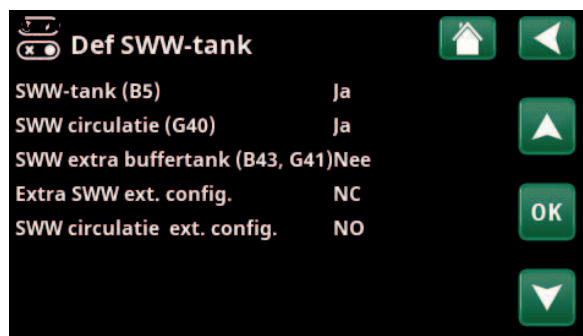 Def SWW-tank
SWW-tank (B5) Ja
SWW circulatie (G40) Ja
SWW extra buffertank (B43, G41)Nee
Extra SWW ext. config. NC
OK
SWW circulatie ext. config. NO